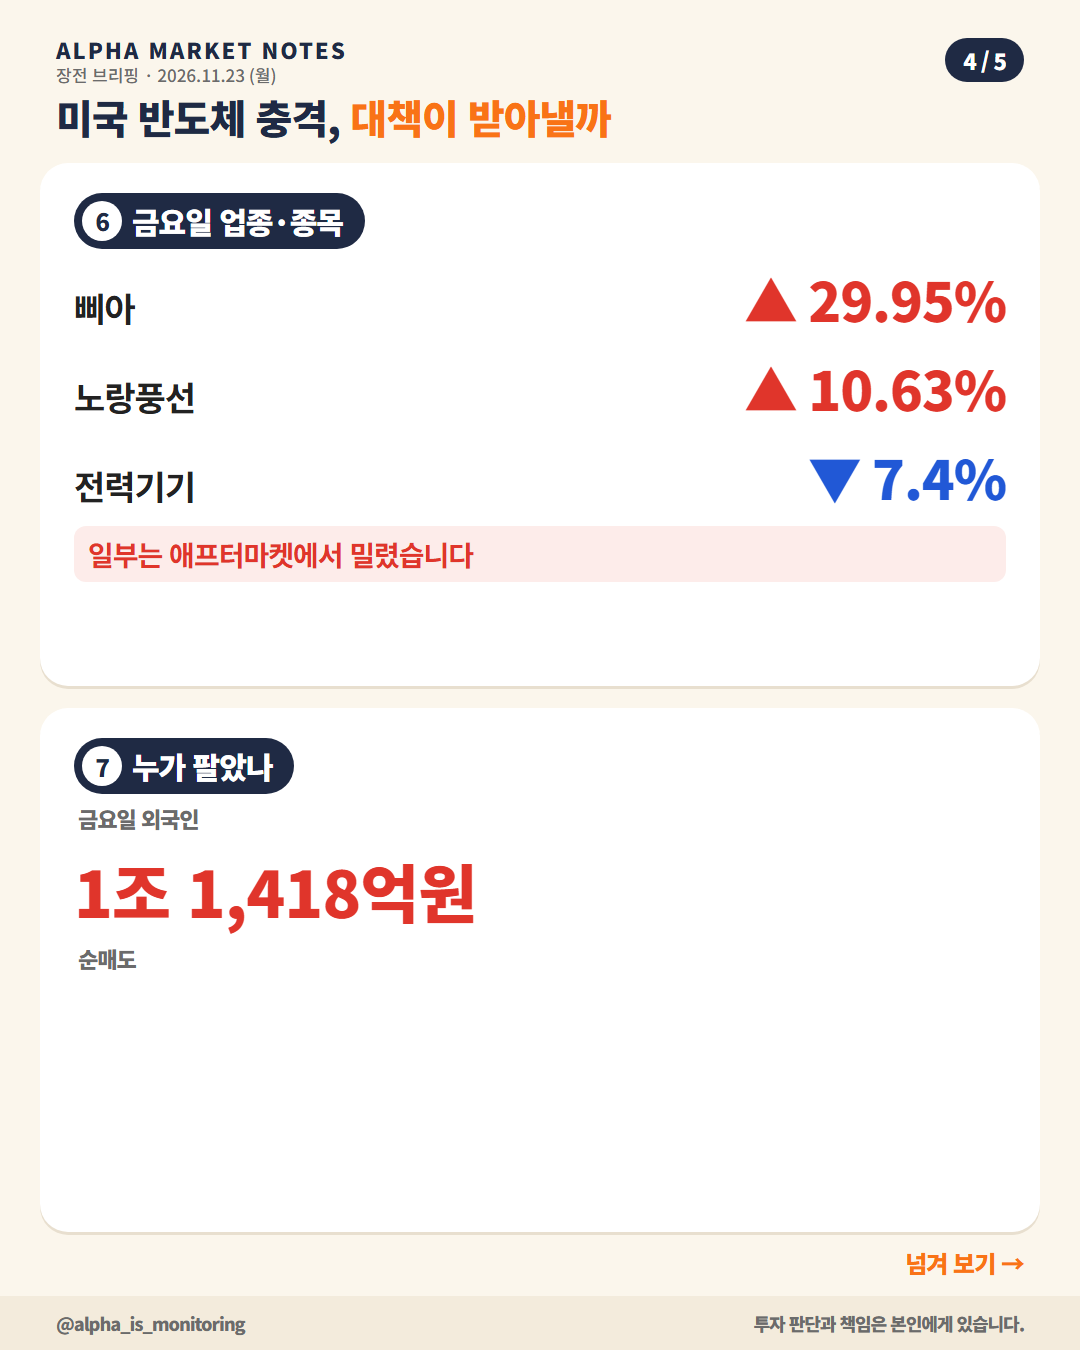 ALPHA MARKET NOTES
장전 브리핑 · 2026.11.23 (월)
4 / 5
미국 반도체 충격, 대책이 받아낼까
6 금요일 업종·종목
삐아 ▲ 29.95%
노랑풍선 ▲ 10.63%
전력기기 ▼ 7.4%
일부는 애프터마켓에서 밀렸습니다
7 누가 팔았나
금요일 외국인
1조 1,418억원
순매도
넘겨 보기 →
@alpha_is_monitoring
투자 판단과 책임은 본인에게 있습니다.